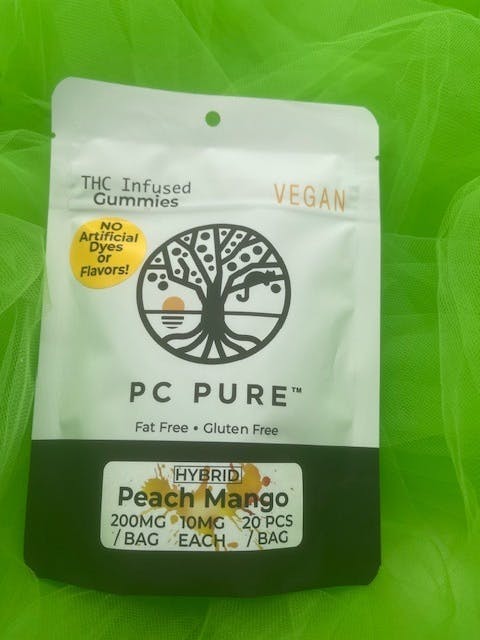 THC Infused
Gummies
VEGAN
NO
Artificial
Dyes
or
Flavors!
PC PURE™
Fat Free • Gluten Free
HYBRID
Peach Mango
200MG 10MG 20 PCS
/BAG EACH /BAG